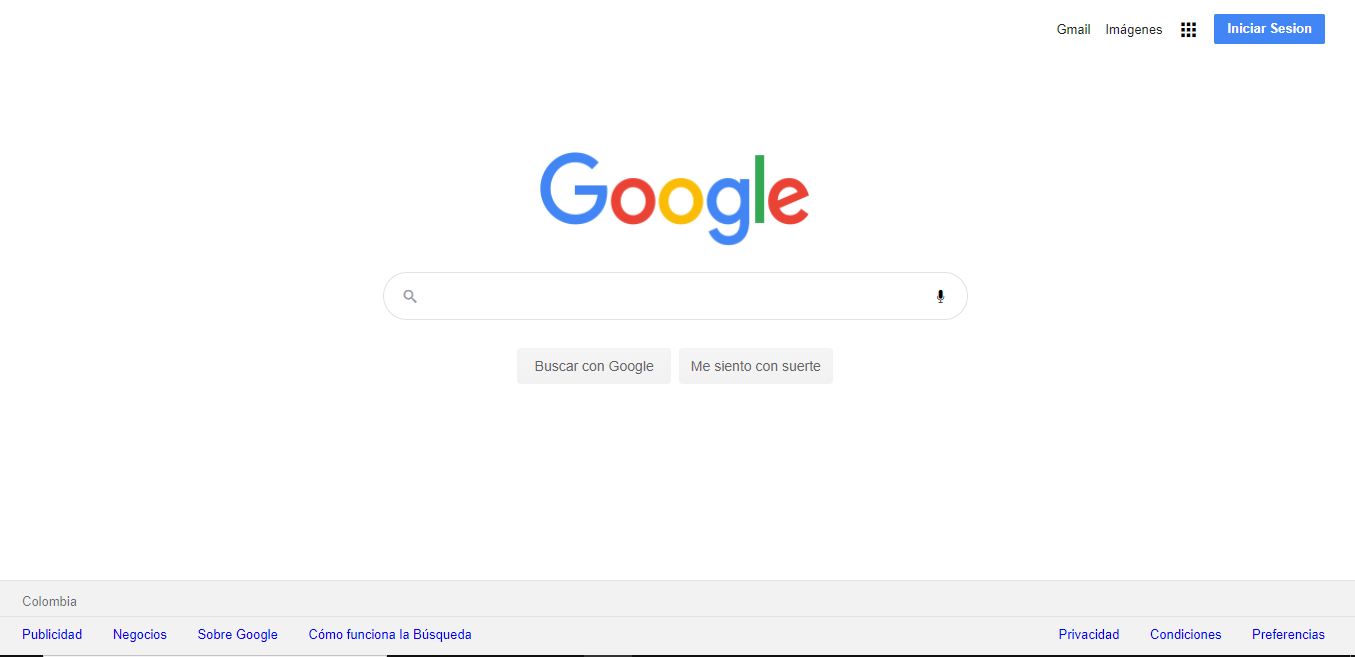 Gmail Imágenes Iniciar Sesion
Google
Buscar con Google Me siento con suerte
Colombia
Publicidad Negocios Sobre Google Cómo funciona la Búsqueda Privacidad Condiciones Preferencias